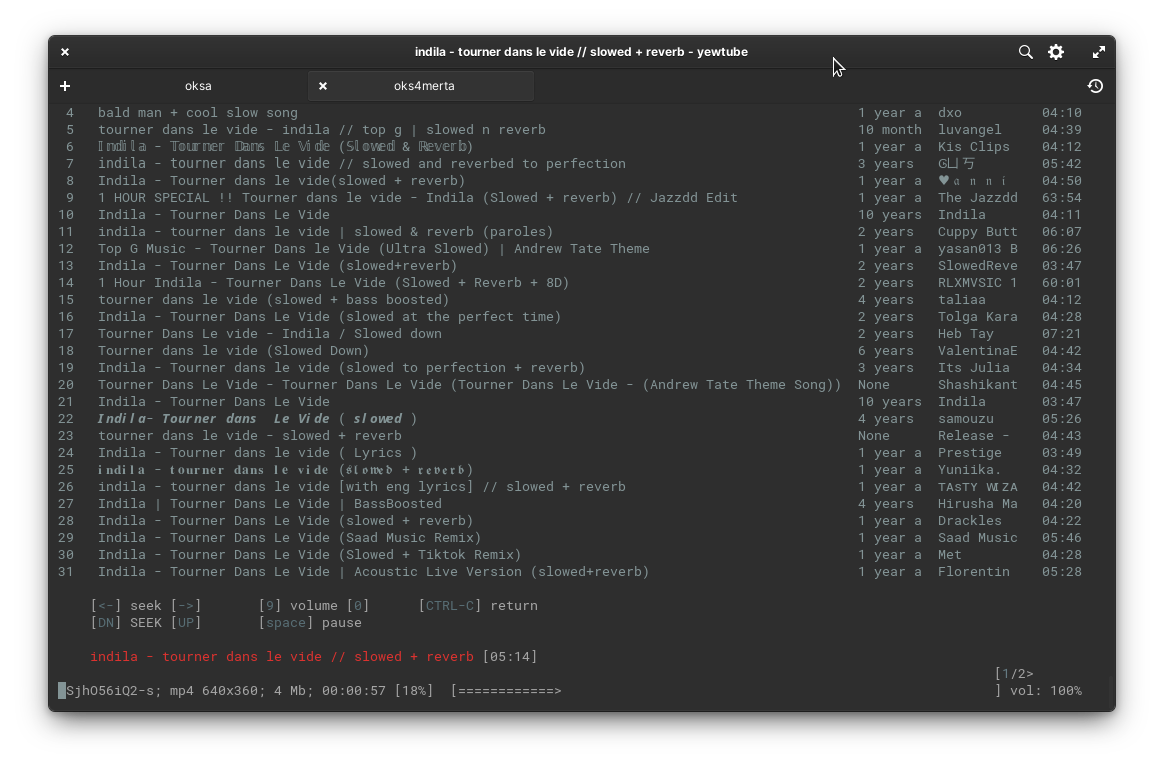 indila - tourner dans le vide // slowed + reverb - yewtube
oksa oks4merta
4 bald man + cool slow song 1 year a dxo 04:10
5 tourner dans le vide - indila // top g | slowed n reverb 10 month luvangel 04:39
6 𝕀𝕟𝕕𝕚𝕝𝕒 - 𝕋𝕠𝕦𝕣𝕟𝕖𝕣 𝔻𝕒𝕟𝕤 𝕃𝕖 𝕍𝕚𝕕𝕖 (𝕊𝕝𝕠𝕨𝕖𝕕 & ℝ𝕖𝕧𝕖𝕣𝕓) 1 year a Kis Clips 04:12
7 indila - tourner dans le vide // slowed and reverbed to perfection 3 years 05:42
8 Indila - Tourner dans le vide(slowed + reverb) 1 year a ♥𝔞 𝔫 𝔫 𝔦 04:50
9 1 HOUR SPECIAL !! Tourner dans le vide - Indila (Slowed + reverb) // Jazzdd Edit 1 year a The Jazzdd 63:54
10 Indila - Tourner Dans Le Vide 10 years Indila 04:11
11 indila - tourner dans le vide | slowed & reverb (paroles) 2 years Cuppy Butt 06:07
12 Top G Music - Tourner Dans le Vide (Ultra Slowed) | Andrew Tate Theme 1 year a yasan013 B 06:26
13 Indila - Tourner Dans Le Vide (slowed+reverb) 2 years SlowedReve 03:47
14 1 Hour Indila - Tourner Dans Le Vide (Slowed + Reverb + 8D) 2 years RLXMVSIC 1 60:01
15 tourner dans le vide (slowed + bass boosted) 4 years taliaa 04:12
16 Indila - Tourner Dans Le Vide (slowed at the perfect time) 2 years Tolga Kara 04:28
17 Tourner Dans Le vide - Indila / Slowed down 2 years Heb Tay 07:21
18 Tourner dans le vide (Slowed Down) 6 years ValentinaE 04:42
19 Indila - Tourner Dans Le Vide (slowed to perfection + reverb) 3 years Its Julia 04:34
20 Tourner Dans Le Vide - Tourner Dans Le Vide (Tourner Dans Le Vide - (Andrew Tate Theme Song)) None Shashikant 04:45
21 Indila - Tourner Dans Le Vide 10 years Indila 03:47
22 𝙄𝙣𝙙𝙞𝙡𝙖- 𝙏𝙤𝙪𝙧𝙣𝙚𝙧 𝙙𝙖𝙣𝙨 𝙇𝙚 𝙑𝙞𝙙𝙚 ( 𝙨𝙡𝙤𝙬𝙚𝙙 ) 4 years samouzu 05:26
23 tourner dans le vide - slowed + reverb None Release - 04:43
24 Indila - Tourner Dans Le Vide ( Lyrics ) 1 year a Prestige 03:49
25 𝐢𝐧𝐝𝐢𝐥𝐚 - 𝐭𝐨𝐮𝐫𝐧𝐞𝐫 𝐝𝐚𝐧𝐬 𝐥𝐞 𝐯𝐢𝐝𝐞 (𝖘𝖑𝖔𝖜𝖊𝖉 + 𝖗𝖊𝖛𝖊𝖗𝖇) 1 year a Yuniika. 04:32
26 indila - tourner dans le vide [with eng lyrics] // slowed + reverb 1 year a TAsTY WIZA 04:42
27 Indila | Tourner Dans Le Vide | BassBoosted 4 years Hirusha Ma 04:20
28 Indila - Tourner Dans Le Vide (slowed + reverb) 1 year a Drackles 04:22
29 Indila - Tourner Dans Le Vide (Saad Music Remix) 1 year a Saad Music 05:46
30 Indila - Tourner Dans Le Vide (Slowed + Tiktok Remix) 1 year a Met 04:28
31 Indila - Tourner Dans Le Vide | Acoustic Live Version (slowed+reverb) 1 year a Florentin 05:28
[<-] seek [->] [9] volume [0] [CTRL-C] return
[DN] SEEK [UP] [space] pause
indila - tourner dans le vide // slowed + reverb [05:14]
[1/2>
SjhO56iQ2-s; mp4 640x360; 4 Mb; 00:00:57 [18%] [============> ] vol: 100%